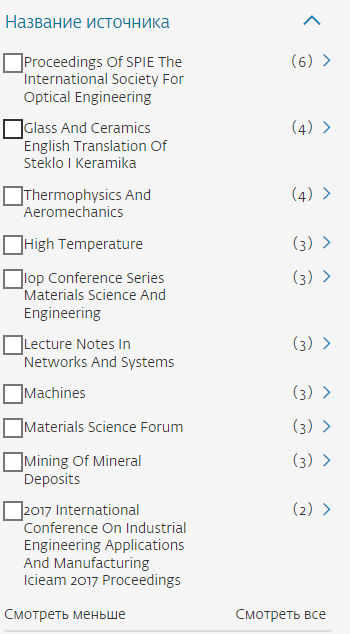 Название источника
Proceedings Of SPIE The (6)
International Society For
Optical Engineering
Glass And Ceramics (4)
English Translation Of
Steklo I Keramika
Thermophysics And (4)
Aeromechanics
High Temperature (3)
Iop Conference Series (3)
Materials Science And
Engineering
Lecture Notes In (3)
Networks And Systems
Machines (3)
Materials Science Forum (3)
Mining Of Mineral (3)
Deposits
2017 International (2)
Conference On Industrial
Engineering Applications
And Manufacturing
Icieam 2017 Proceedings
Смотреть меньше Смотреть все